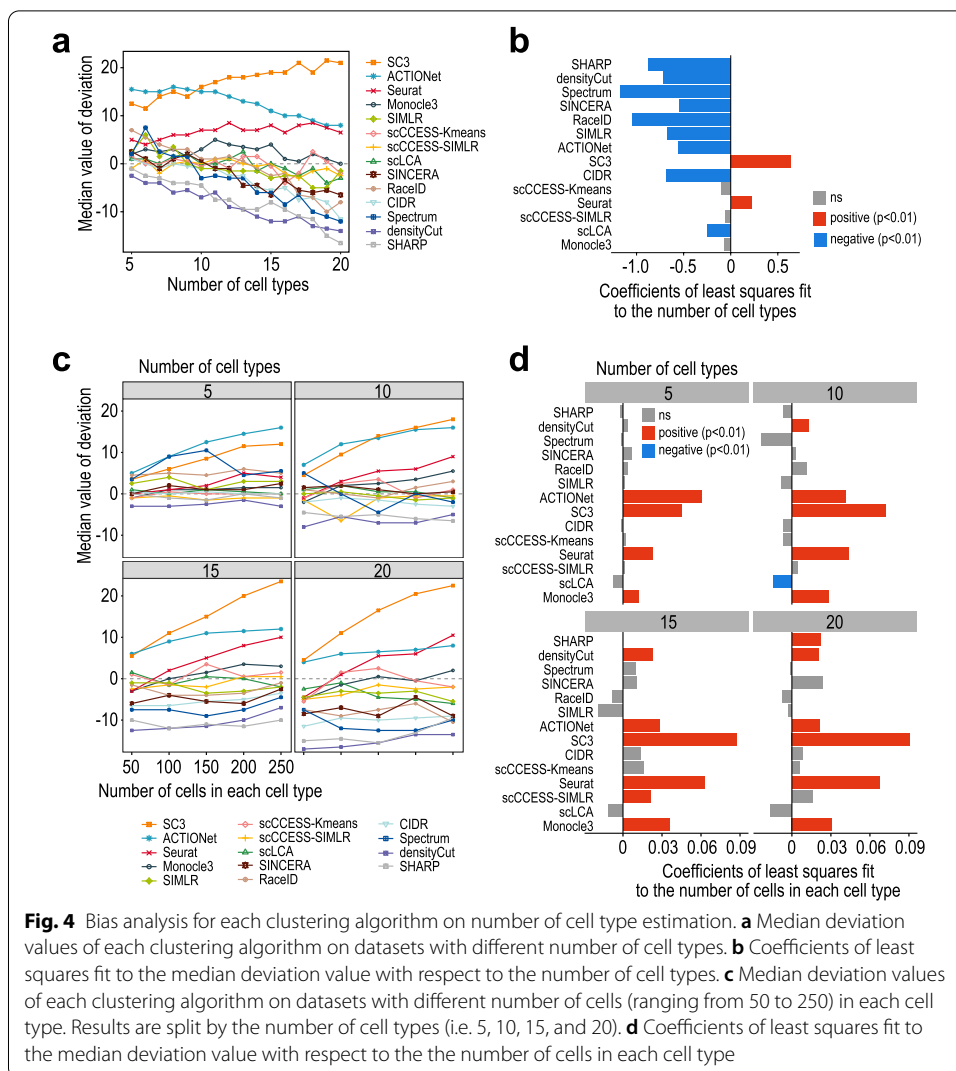 a
Median value of deviation
20
10
0
-10
5
10
15
20
Number of cell types
SC3
ACTIONet
Seurat
Monocle3
SIMLR
scCCESS-Kmeans
scCCESS-SIMLR
scLCA
SINCERA
RaceID
CIDR
Spectrum
densityCut
SHARP
b
SHARP
densityCut
Spectrum
SINCERA
RaceID
SIMLR
ACTIONet
SC3
CIDR
scCCESS-Kmeans
Seurat
scCCESS-SIMLR
scLCA
Monocle3
-1.0 -0.5 0 0.5
Coefficients of least squares fit
to the number of cell types
ns
positive (p<0.01)
negative (p<0.01)
c
Number of cell types
5
10
Median value of deviation
20
10
0
-10
15
20
20
10
0
-10
50 100 150 200 250
Number of cells in each cell type
SC3
ACTIONet
Seurat
Monocle3
SIMLR
scCCESS-Kmeans
scCCESS-SIMLR
scLCA
SINCERA
RaceID
CIDR
Spectrum
densityCut
SHARP
d
Number of cell types
5
10
SHARP
densityCut
Spectrum
SINCERA
RaceID
SIMLR
ACTIONet
SC3
CIDR
scCCESS-Kmeans
Seurat
scCCESS-SIMLR
scLCA
Monocle3
ns
positive (p<0.01)
negative (p<0.01)
15
20
SHARP
densityCut
Spectrum
SINCERA
RaceID
SIMLR
ACTIONet
SC3
CIDR
scCCESS-Kmeans
Seurat
scCCESS-SIMLR
scLCA
Monocle3
0 0.03 0.06 0.09
0 0.03 0.06 0.09
Coefficients of least squares fit
to the number of cells in each cell type
Fig. 4 Bias analysis for each clustering algorithm on number of cell type estimation. a Median deviation
values of each clustering algorithm on datasets with different number of cell types. b Coefficients of least
squares fit to the median deviation value with respect to the number of cell types. c Median deviation values
of each clustering algorithm on datasets with different number of cells (ranging from 50 to 250) in each cell
type. Results are split by the number of cell types (i.e. 5, 10, 15, and 20). d Coefficients of least squares fit to
the median deviation value with respect to the the number of cells in each cell type